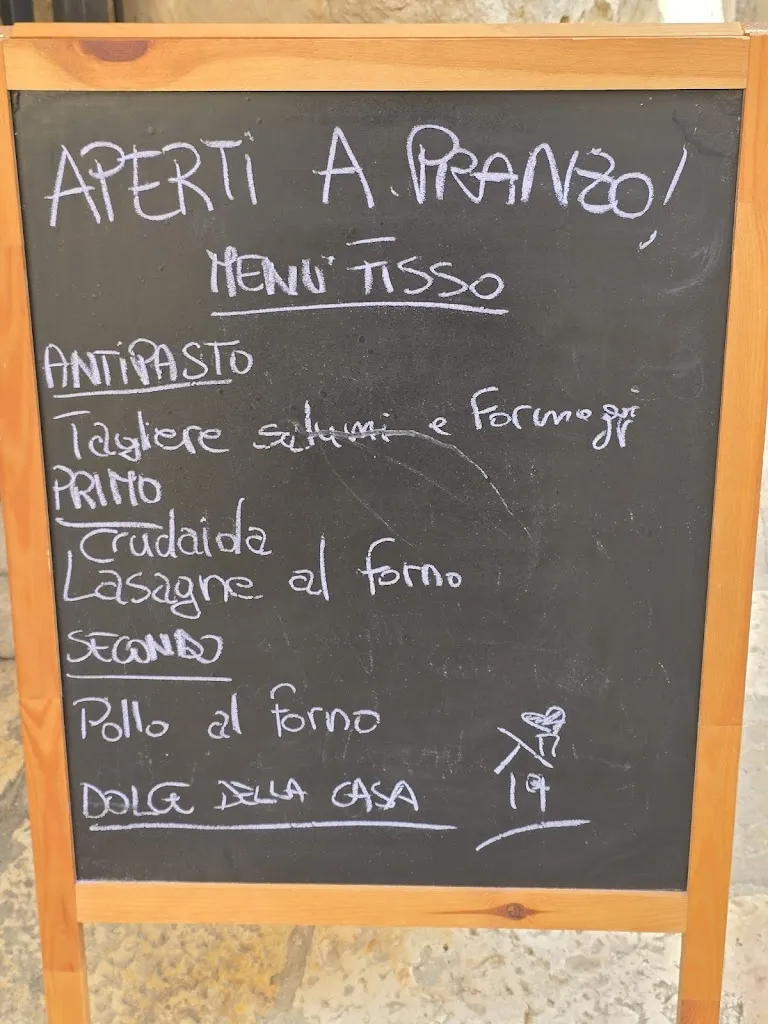 APERTI A PRANZO!
MENU' FISSO
ANTIPASTO
Tagliere salumi e Formaggi
PRIMO
Crudaiola
Lasagne al forno
SECONDO
Pollo al forno
DOLCE DELLA CASA
19